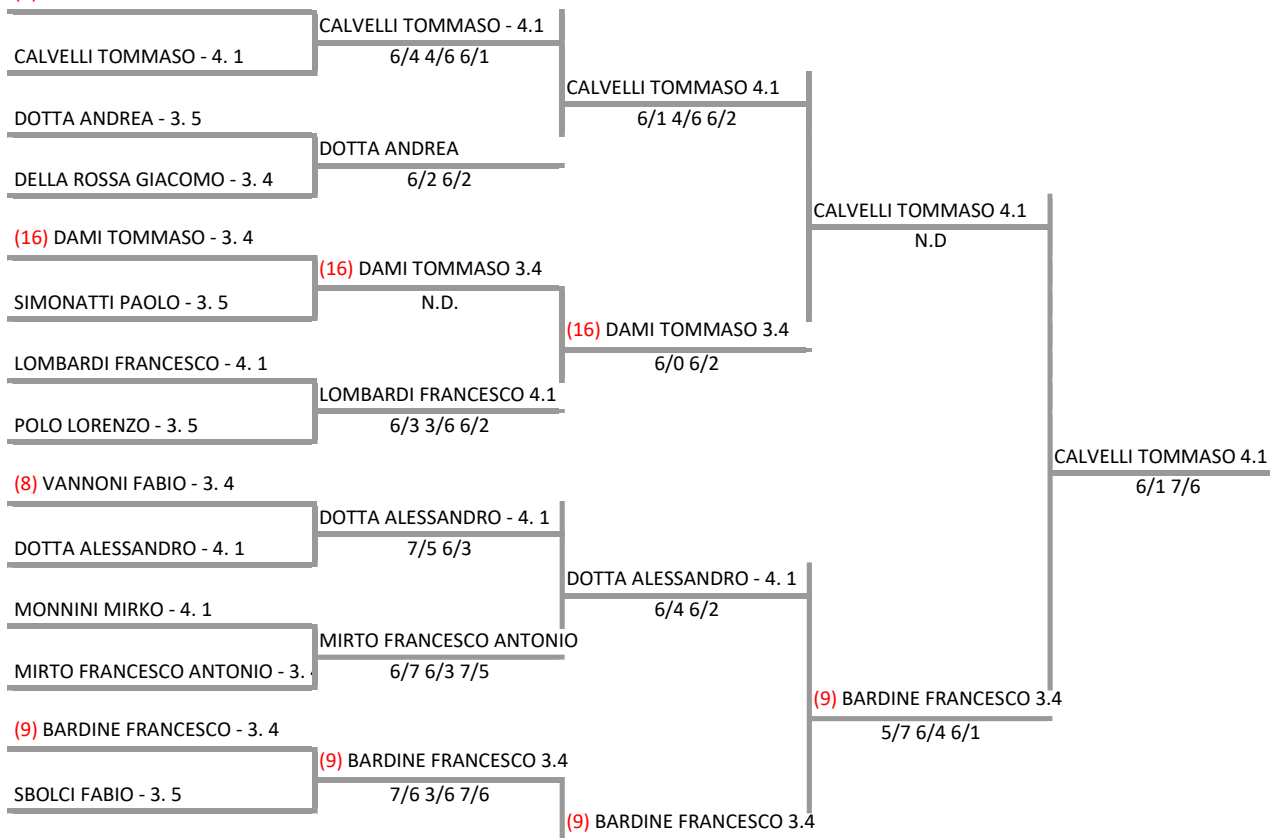 CALVELLI TOMMASO - 4. 1
DOTTA ANDREA - 3. 5
DELLA ROSSA GIACOMO - 3. 4
(16) DAMI TOMMASO - 3. 4
SIMONATTI PAOLO - 3. 5
LOMBARDI FRANCESCO - 4. 1
POLO LORENZO - 3. 5
(8) VANNONI FABIO - 3. 4
DOTTA ALESSANDRO - 4. 1
MONNINI MIRKO - 4. 1
MIRTO FRANCESCO ANTONIO - 3.
(9) BARDINE FRANCESCO - 3. 4
SBOLCI FABIO - 3. 5
CALVELLI TOMMASO - 4.1
6/4 4/6 6/1
DOTTA ANDREA
6/2 6/2
(16) DAMI TOMMASO 3.4
N.D.
LOMBARDI FRANCESCO 4.1
6/3 3/6 6/2
DOTTA ALESSANDRO - 4. 1
7/5 6/3
MIRTO FRANCESCO ANTONIO
6/7 6/3 7/5
(9) BARDINE FRANCESCO 3.4
7/6 3/6 7/6
CALVELLI TOMMASO 4.1
6/1 4/6 6/2
(16) DAMI TOMMASO 3.4
6/0 6/2
DOTTA ALESSANDRO - 4. 1
6/4 6/2
(9) BARDINE FRANCESCO 3.4
CALVELLI TOMMASO 4.1
N.D
(9) BARDINE FRANCESCO 3.4
5/7 6/4 6/1
CALVELLI TOMMASO 4.1
6/1 7/6